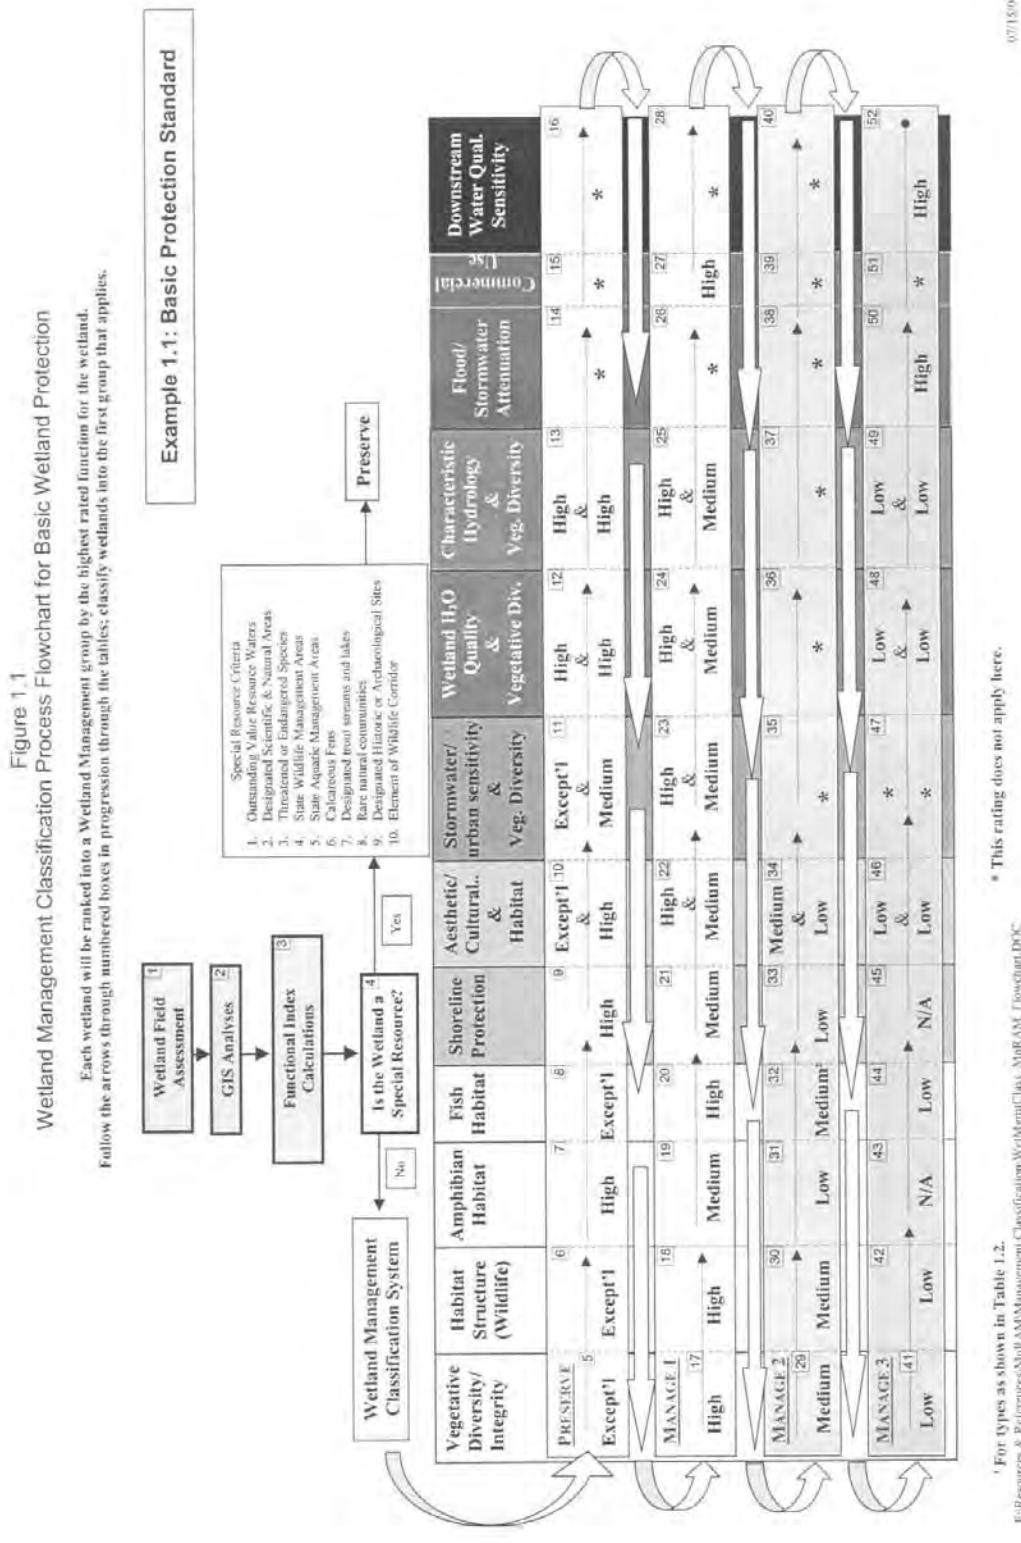 Figure 1.1
Wetland Management Classification Process Flowchart for Basic Wetland Protection
Each wetland will be ranked into a Wetland Management group by the highest rated function for the wetland.
Follow the arrows through numbered boxes in progression through the tables; classify wetlands into the first group that applies.
Example 1.1: Basic Protection Standard
1
Wetland Field
Assessment
2
GIS Analyses
3
Functional Index
Calculations
4
Is the Wetland a
Special Resource?
No
Yes
Special Resource Criteria
1. Outstanding Value Resource Waters
2. Designated Scientific & Natural Areas
3. Threatened or Endangered Species
4. State Wildlife Management Areas
5. State Aquatic Management Areas
6. Calcareous Fens
7. Designated trout streams and lakes
8. Rare natural communities
9. Designated Historic or Archaeological Sites
10. Element of Wildlife Corridor
Preserve
Wetland Management
Classification System
Vegetative
Diversity/
Integrity
Habitat
Structure
(Wildlife)
Amphibian
Habitat
Fish
Habitat
Shoreline
Protection
Aesthetic/
Cultural..
&
Habitat
Stormwater/
urban sensitivity
&
Veg. Diversity
Wetland H₂O
Quality
&
Vegetative Div.
Characteristic
Hydrology
&
Veg. Diversity
Flood/
Stormwater
Attenuation
Commercial
Use
Downstream
Water Qual.
Sensitivity
PRESERVE
5
Except'l
6
Except'l
7
High
8
Except'l
9
High
10
Except'l
&
High
11
Except'l
&
Medium
12
High
&
High
13
High
&
High
14
*
15
*
16
*
MANAGE 1
17
High
18
High
19
Medium
20
High
21
Medium
22
High
&
Medium
23
High
&
Medium
24
High
&
Medium
25
High
&
Medium
26
*
27
High
28
*
MANAGE 2
29
Medium
30
Medium
31
Low
32
Medium²
33
Low
34
Medium
&
Low
35
*
36
*
37
*
38
*
39
*
40
*
MANAGE 3
41
Low
42
Low
43
N/A
44
Low
45
N/A
46
Low
&
Low
47
*
*
48
Low
&
Low
49
Low
&
Low
50
High
51
*
52
High
¹ For types as shown in Table 1.2.
* This rating does not apply here.